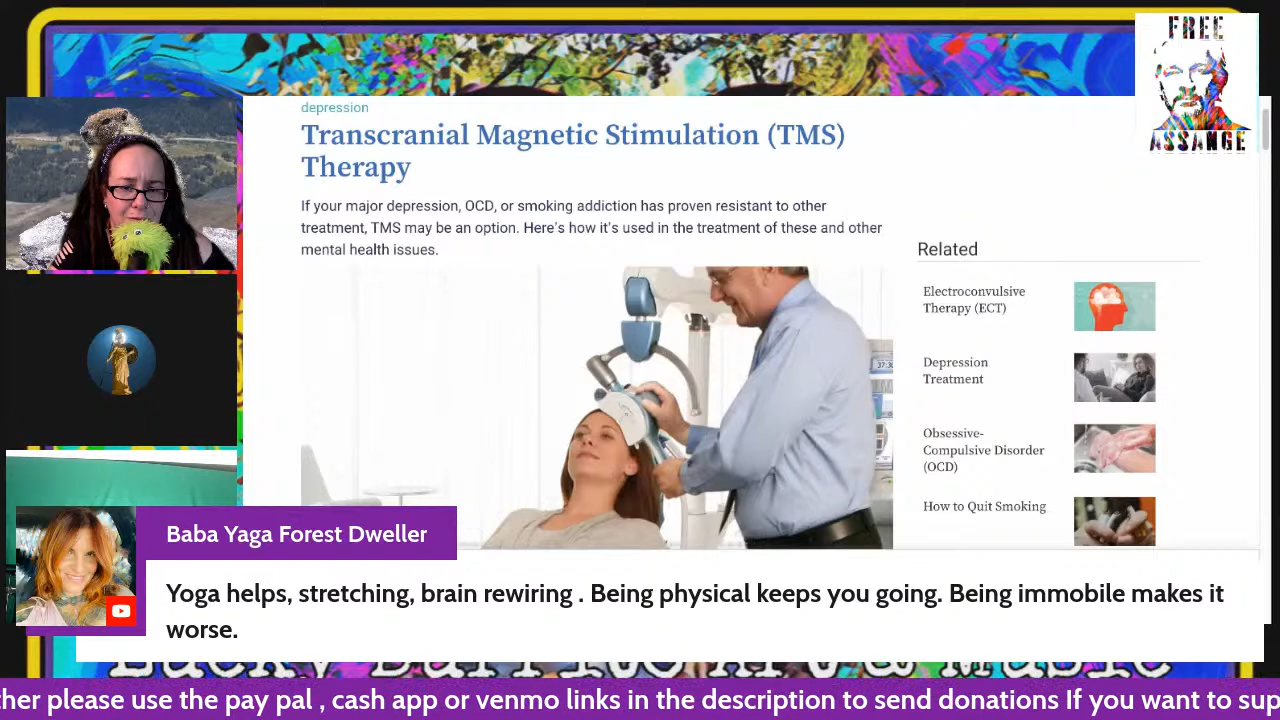 FREE
ASSANGE
depression
Transcranial Magnetic Stimulation (TMS)
Therapy
If your major depression, OCD, or smoking addiction has proven resistant to other
treatment, TMS may be an option. Here's how it's used in the treatment of these and other
mental health issues.
Related
Electroconvulsive
Therapy (ECT)
Depression
Treatment
Obsessive-
Compulsive Disorder
(OCD)
How to Quit Smoking
Baba Yaga Forest Dweller
Yoga helps, stretching, brain rewiring . Being physical keeps you going. Being immobile makes it
worse.
ther please use the pay pal , cash app or venmo links in the description to send donations If you want to sup